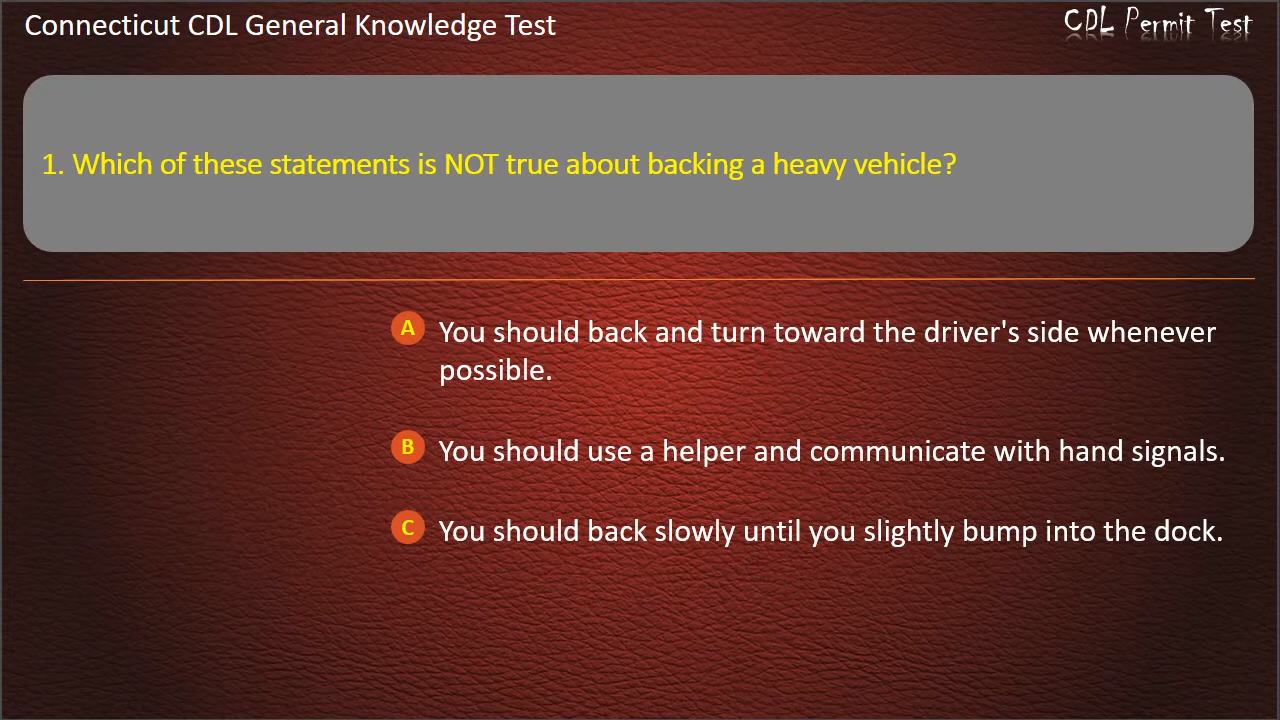 Connecticut CDL General Knowledge Test
CDL Permit Test
1. Which of these statements is NOT true about backing a heavy vehicle?
A You should back and turn toward the driver's side whenever
possible.
B You should use a helper and communicate with hand signals.
C You should back slowly until you slightly bump into the dock.